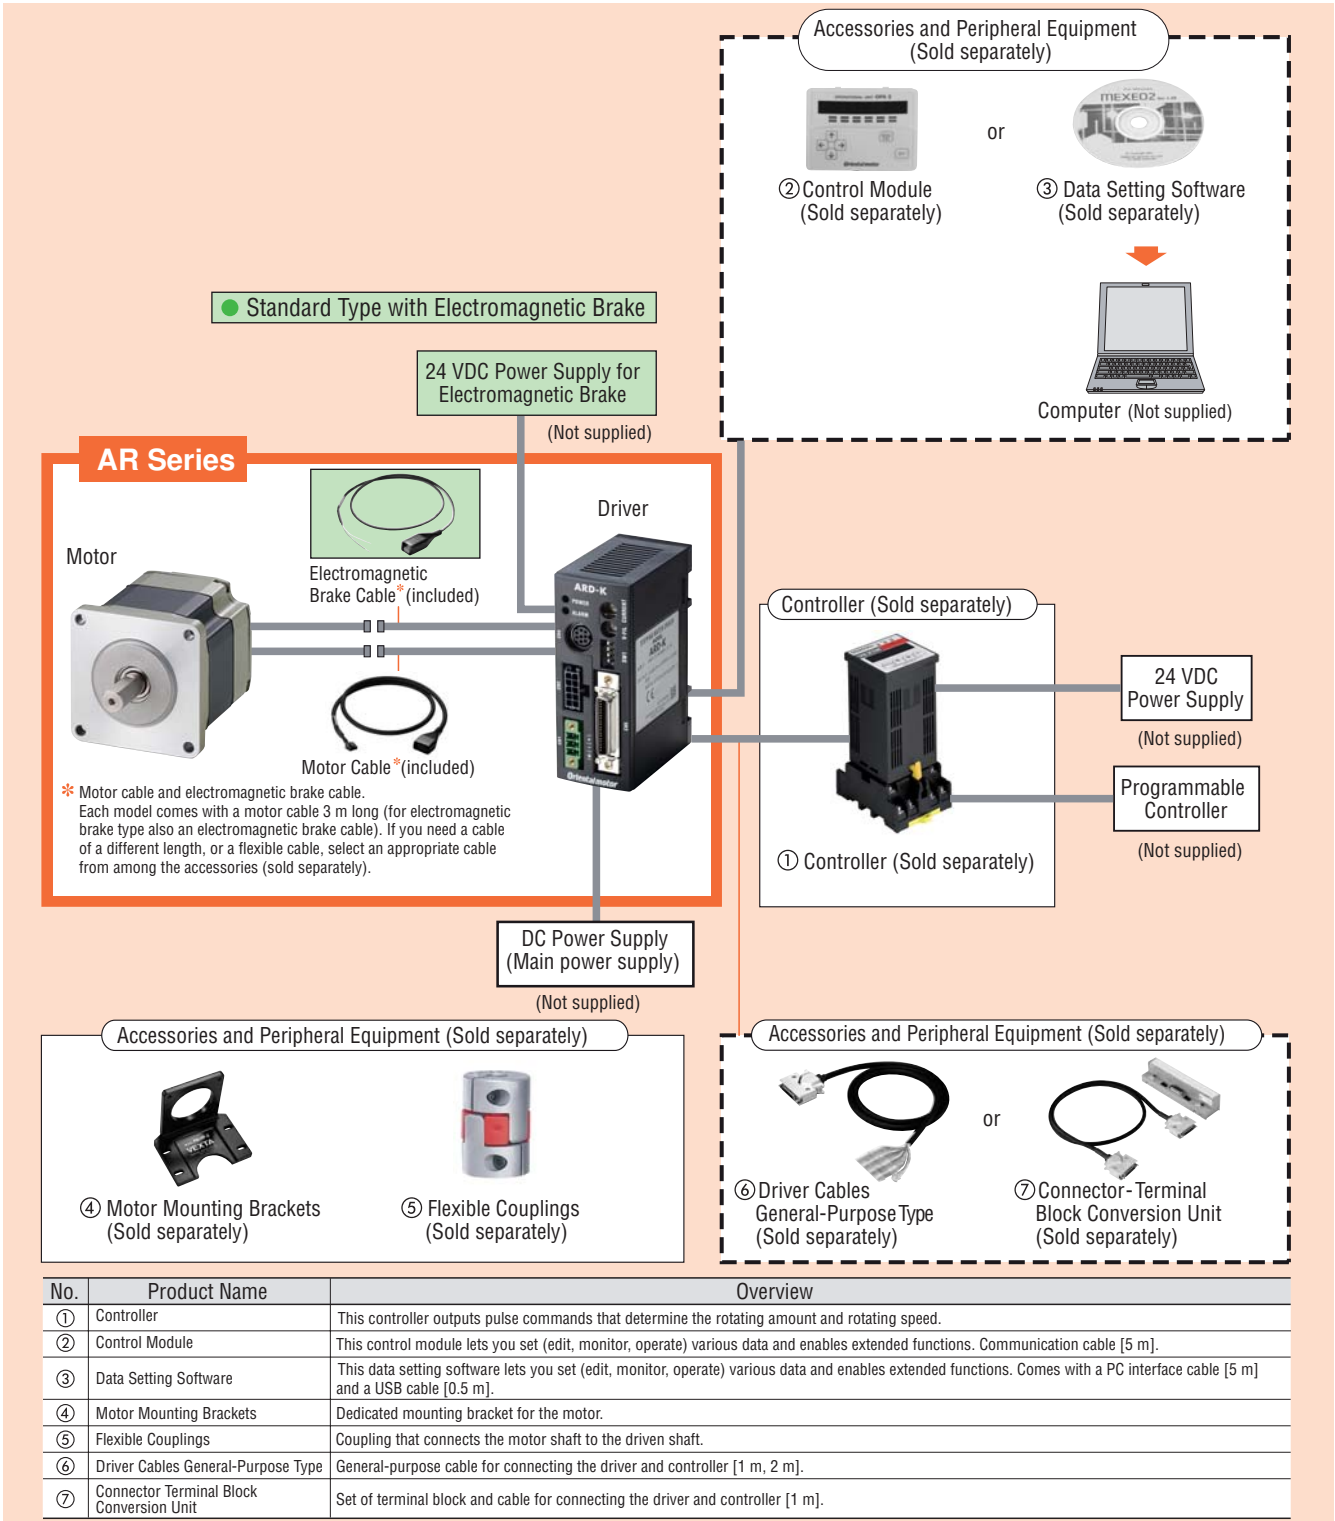 Accessories and Peripheral Equipment
(Sold separately)
MEXE02
or
②Control Module
(Sold separately)
③ Data Setting Software
(Sold separately)
Computer (Not supplied)
● Standard Type with Electromagnetic Brake
24 VDC Power Supply for
Electromagnetic Brake
(Not supplied)
AR Series
Motor
Electromagnetic
Brake Cable* (included)
Driver
ARD-K
POWER
ALARM
CURRENT
ARD-K
Orientalmotor
Motor Cable* (included)
* Motor cable and electromagnetic brake cable.
Each model comes with a motor cable 3 m long (for electromagnetic
brake type also an electromagnetic brake cable). If you need a cable
of a different length, or a flexible cable, select an appropriate cable
from among the accessories (sold separately).
Controller (Sold separately)
① Controller (Sold separately)
24 VDC
Power Supply
(Not supplied)
Programmable
Controller
(Not supplied)
DC Power Supply
(Main power supply)
(Not supplied)
Accessories and Peripheral Equipment (Sold separately)
VEXTA
④ Motor Mounting Brackets
(Sold separately)
⑤ Flexible Couplings
(Sold separately)
Accessories and Peripheral Equipment (Sold separately)
or
⑥Driver Cables
General-Purpose Type
(Sold separately)
⑦Connector-Terminal
Block Conversion Unit
(Sold separately)
No. Product Name Overview
① Controller This controller outputs pulse commands that determine the rotating amount and rotating speed.
② Control Module This control module lets you set (edit, monitor, operate) various data and enables extended functions. Communication cable [5 m].
③ Data Setting Software This data setting software lets you set (edit, monitor, operate) various data and enables extended functions. Comes with a PC interface cable [5 m]
and a USB cable [0.5 m].
④ Motor Mounting Brackets Dedicated mounting bracket for the motor.
⑤ Flexible Couplings Coupling that connects the motor shaft to the driven shaft.
⑥ Driver Cables General-Purpose Type General-purpose cable for connecting the driver and controller [1 m, 2 m].
⑦ Connector Terminal Block
Conversion Unit Set of terminal block and cable for connecting the driver and controller [1 m].